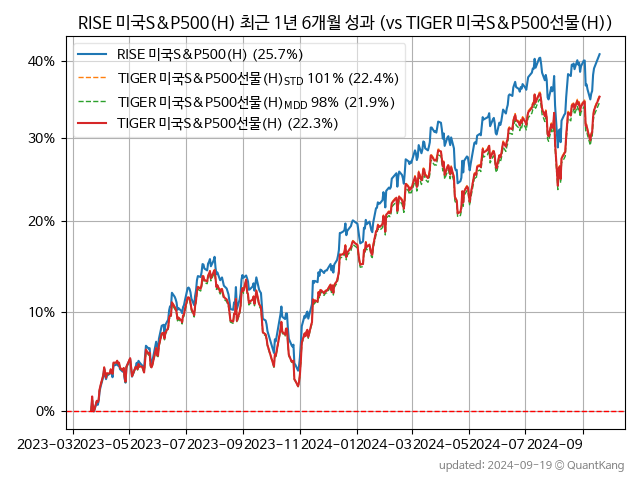 RISE 미국S&P500(H) 최근 1년 6개월 성과 (vs TIGER 미국S&P500선물(H))
RISE 미국S&P500(H) (25.7%)
TIGER 미국S&P500선물(H)STD 101% (22.4%)
TIGER 미국S&P500선물(H)MDD 98% (21.9%)
TIGER 미국S&P500선물(H) (22.3%)
40%
30%
20%
10%
0%
2023-03 2023-05 2023-07 2023-09 2023-11 2024-01 2024-03 2024-05 2024-07 2024-09
updated: 2024-09-19 © QuantKang